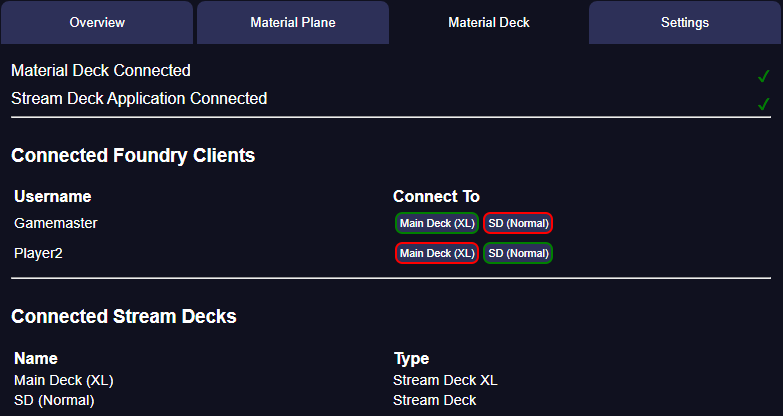 Overview Material Plane Material Deck Settings
Material Deck Connected
Stream Deck Application Connected
Connected Foundry Clients
Username Connect To
Gamemaster Main Deck (XL) SD (Normal)
Player2 Main Deck (XL) SD (Normal)
Connected Stream Decks
Name Type
Main Deck (XL) Stream Deck XL
SD (Normal) Stream Deck